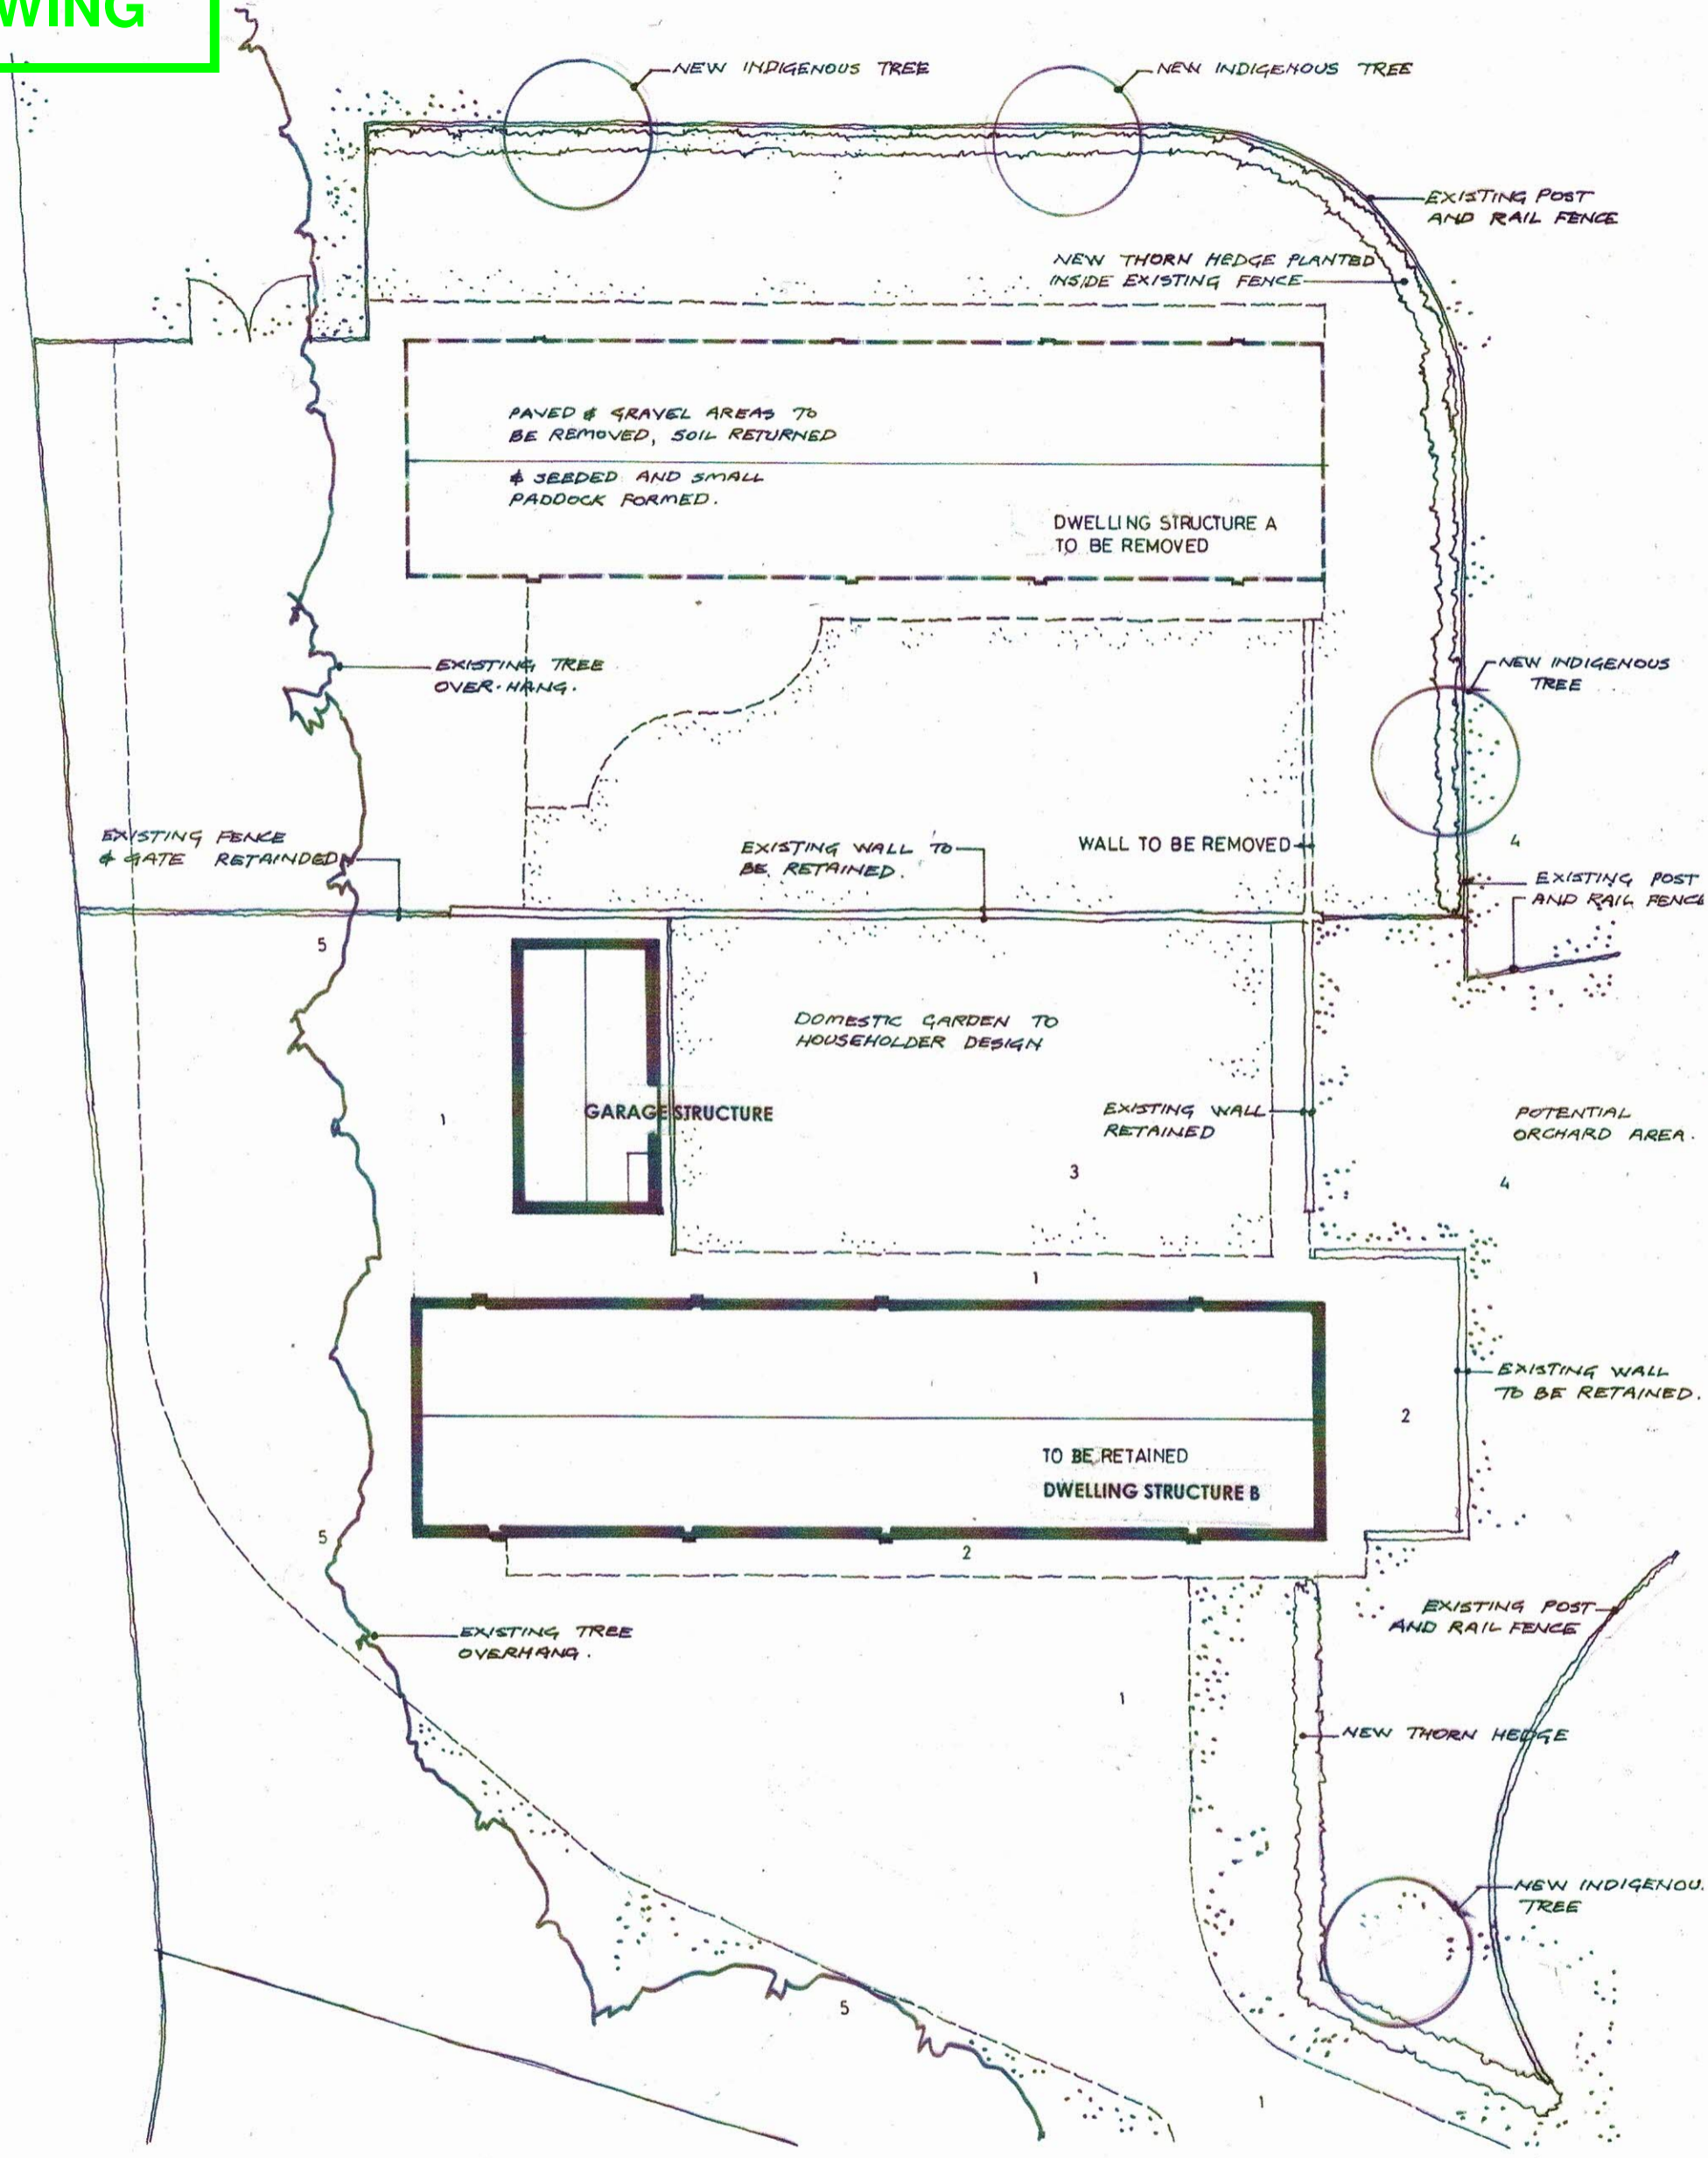 WING
NEW INDIGENOUS TREE
NEW INDIGENOUS TREE
EXISTING POST
AND RAIL FENCE
NEW THORN HEDGE PLANTED
INSIDE EXISTING FENCE
PAVED & GRAVEL AREAS TO
BE REMOVED, SOIL RETURNED
& SEEDED AND SMALL
PADDOCK FORMED.
DWELLING STRUCTURE A
TO BE REMOVED
EXISTING TREE
OVER-HANG.
NEW INDIGENOUS
TREE
EXISTING FENCE
& GATE RETAINDED
EXISTING WALL TO
BE RETAINED.
WALL TO BE REMOVED
4
EXISTING POST
AND RAIL FENCE
5
DOMESTIC GARDEN TO
HOUSEHOLDER DESIGN
GARAGE STRUCTURE
1
EXISTING WALL
RETAINED
POTENTIAL
ORCHARD AREA.
3
4
1
EXISTING WALL
TO BE RETAINED.
2
TO BE RETAINED
DWELLING STRUCTURE B
5
2
EXISTING TREE
OVERHANG.
EXISTING POST
AND RAIL FENCE
1
NEW THORN HEDGE
NEW INDIGENOU
TREE
5
1